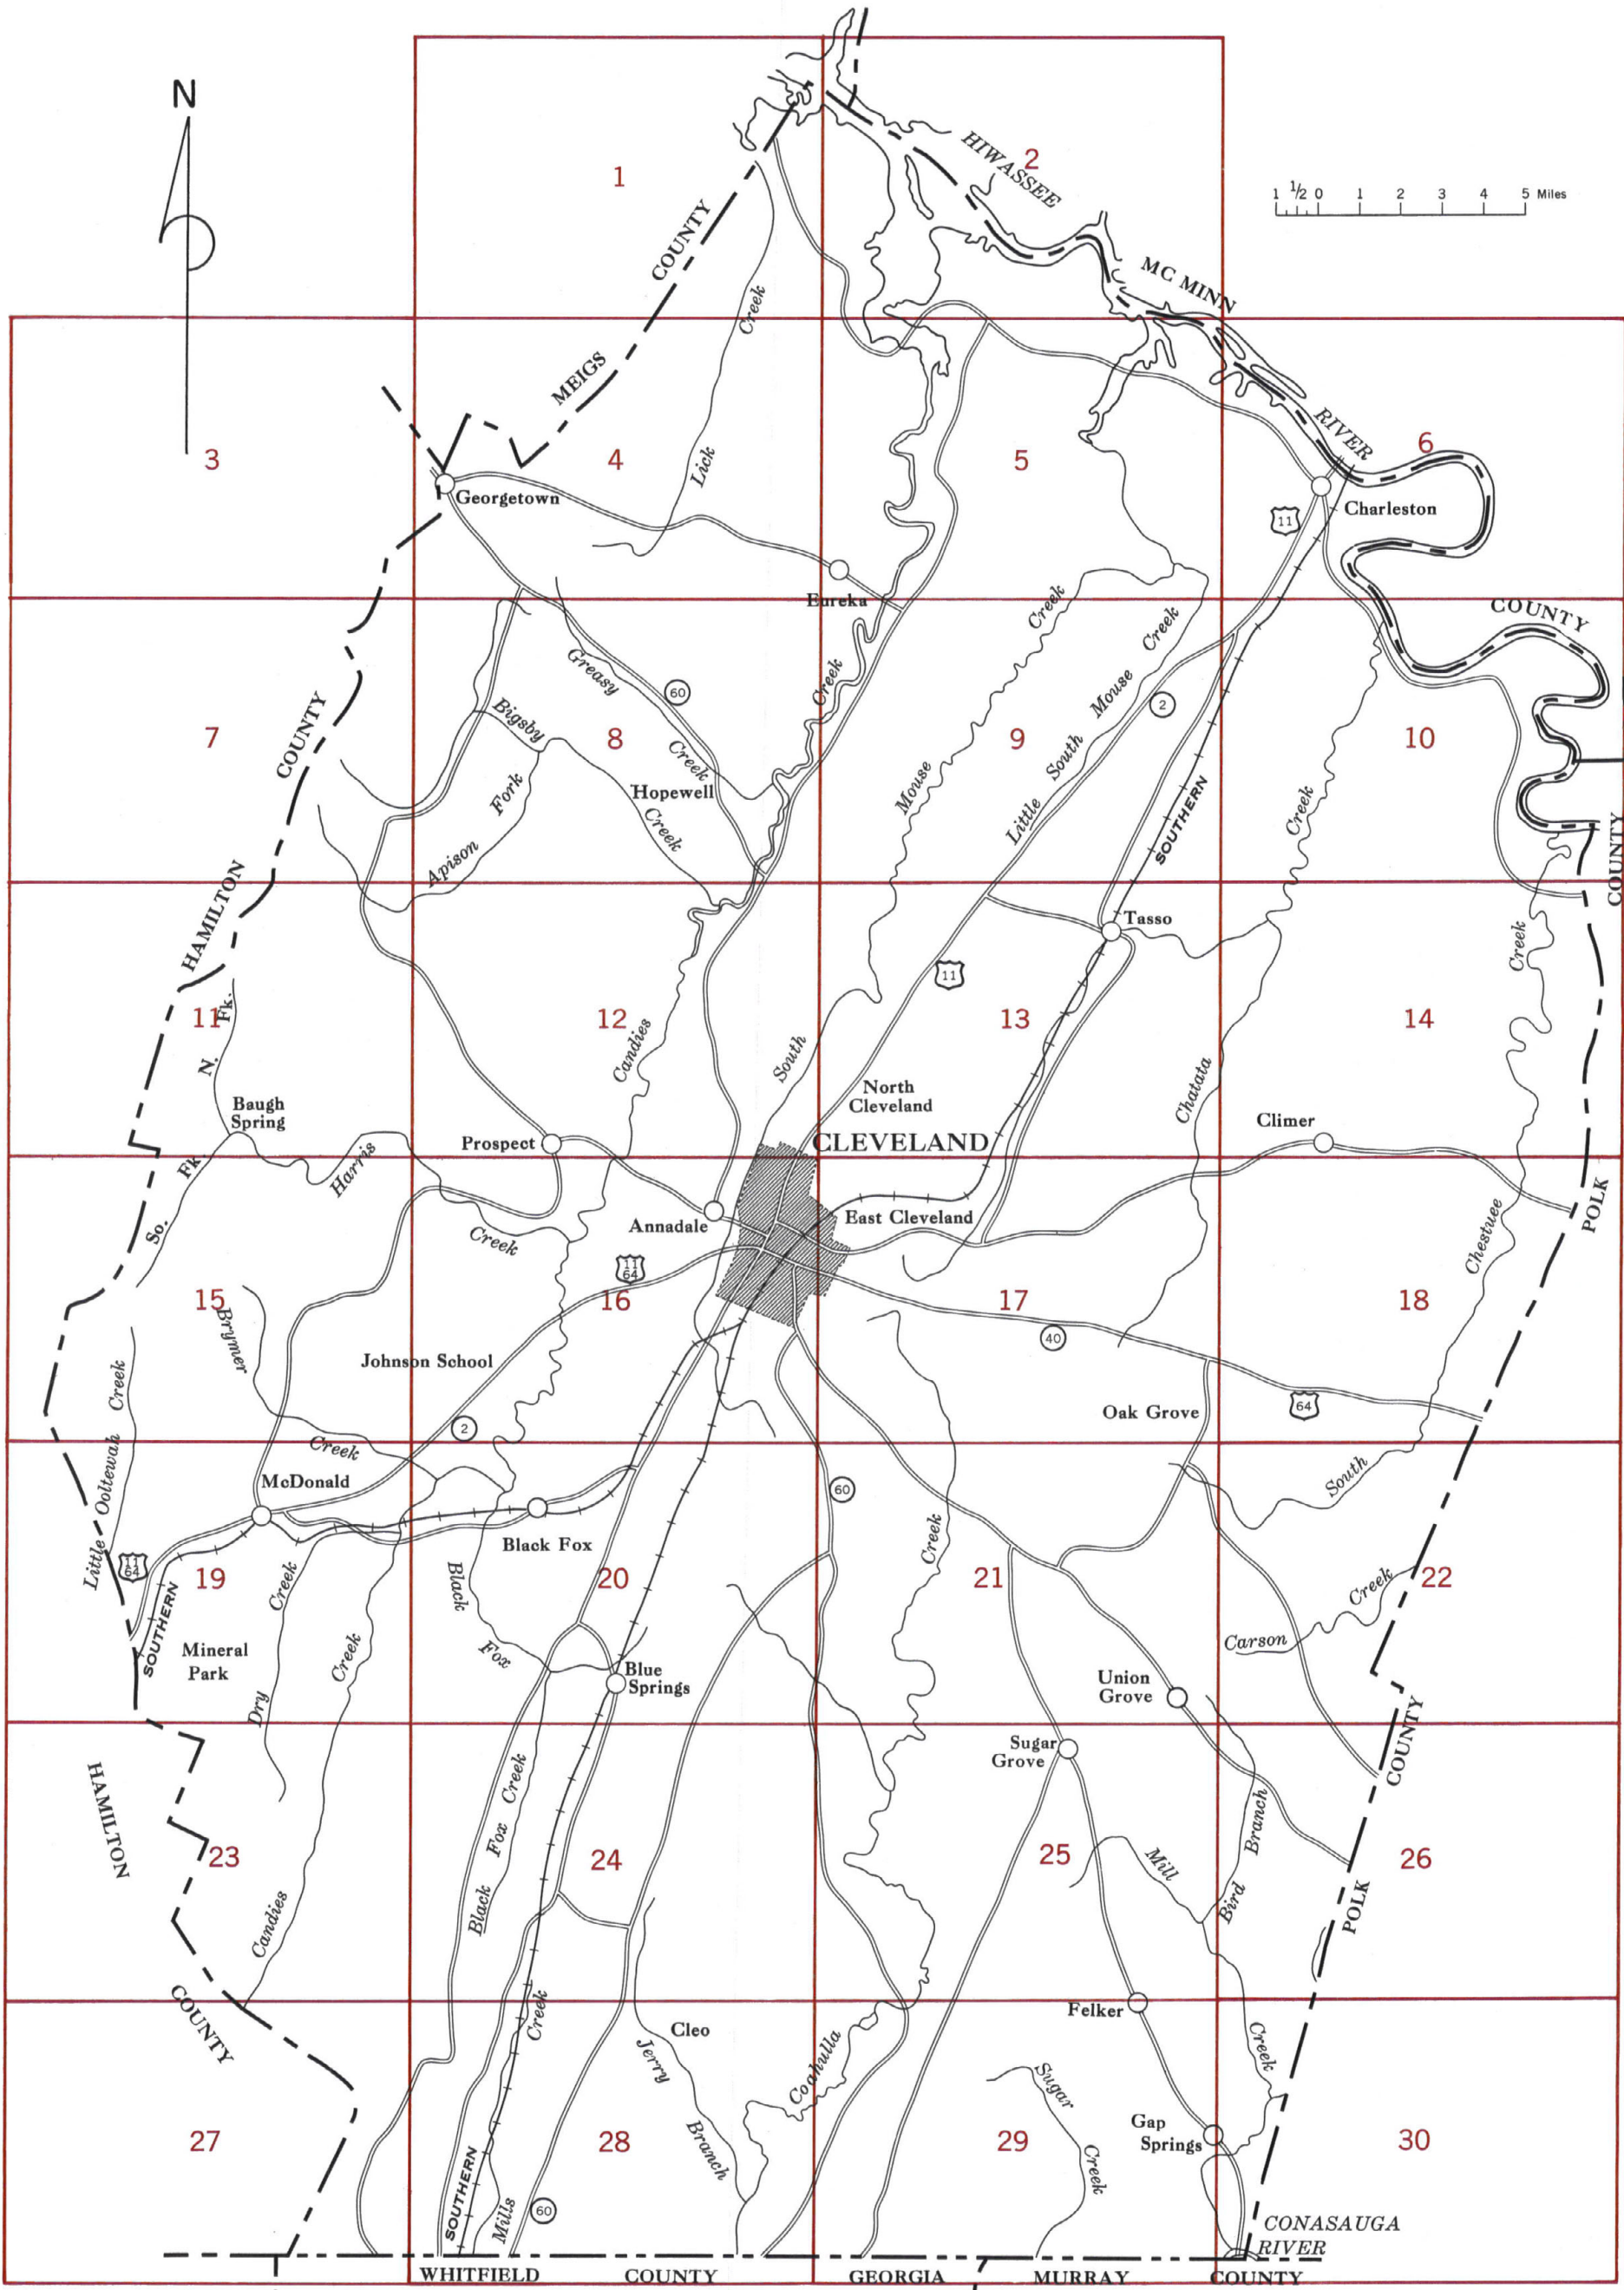 N
1
2
HIWASSEE
1 1/2 0 1 2 3 4 5 Miles
COUNTY
MC MINN
Creek
MEIGS
RIVER
3
4
5
6
Lick
Georgetown
11
Charleston
Eureka
Creek
Creek
COUNTY
Greasy
60
Creek
Mouse
2
COUNTY
Bigsby
7
8
9
10
Creek
South
Hopewell
Mouse
Fork
Creek
Little
SOUTHERN
Creek
COUNTY
Apison
HAMILTON
Tasso
Creek
11
Fk.
11
12
13
14
Candies
South
N.
North
Cleveland
Chatata
Baugh
Spring
Climer
Prospect
CLEVELAND
Fk.
Harris
POLK
Annadale
East Cleveland
So.
Creek
Chestuee
11
64
15
16
17
18
Brymer
40
Johnson School
Creek
64
Oak Grove
2
Creek
Ooltewah
McDonald
South
60
Little
Black Fox
Creek
11
64
19
20
21
22
Creek
Black
Creek
SOUTHERN
Carson
Mineral
Park
Creek
Fox
Blue
Springs
Union
Grove
Dry
COUNTY
Sugar
Grove
HAMILTON
Creek
Fox
Branch
23
24
25
26
Mill
Black
Bird
POLK
Candies
COUNTY
Creek
Felker
Cleo
Jerry
Coahulla
Creek
Sugar
27
28
29
30
Gap
Springs
Branch
Creek
SOUTHERN
Mills
60
CONASAUGA
RIVER
WHITFIELD COUNTY GEORGIA MURRAY COUNTY